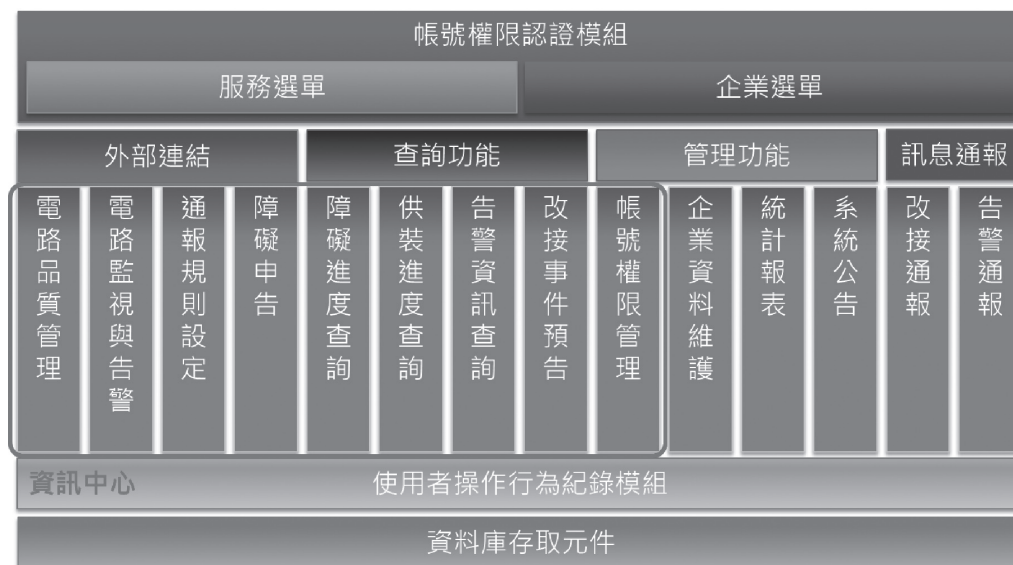 帳號權限認證模組
服務選單
企業選單
外部連結
查詢功能
管理功能
訊息通報
電路品質管理
電路監視與告警
通報規則設定
障礙申告
障礙進度查詢
供裝進度查詢
告警資訊查詢
改接事件預告
帳號權限管理
企業資料維護
統計報表
系統公告
改接通報
告警通報
資訊中心
使用者操作行為紀錄模組
資料庫存取元件